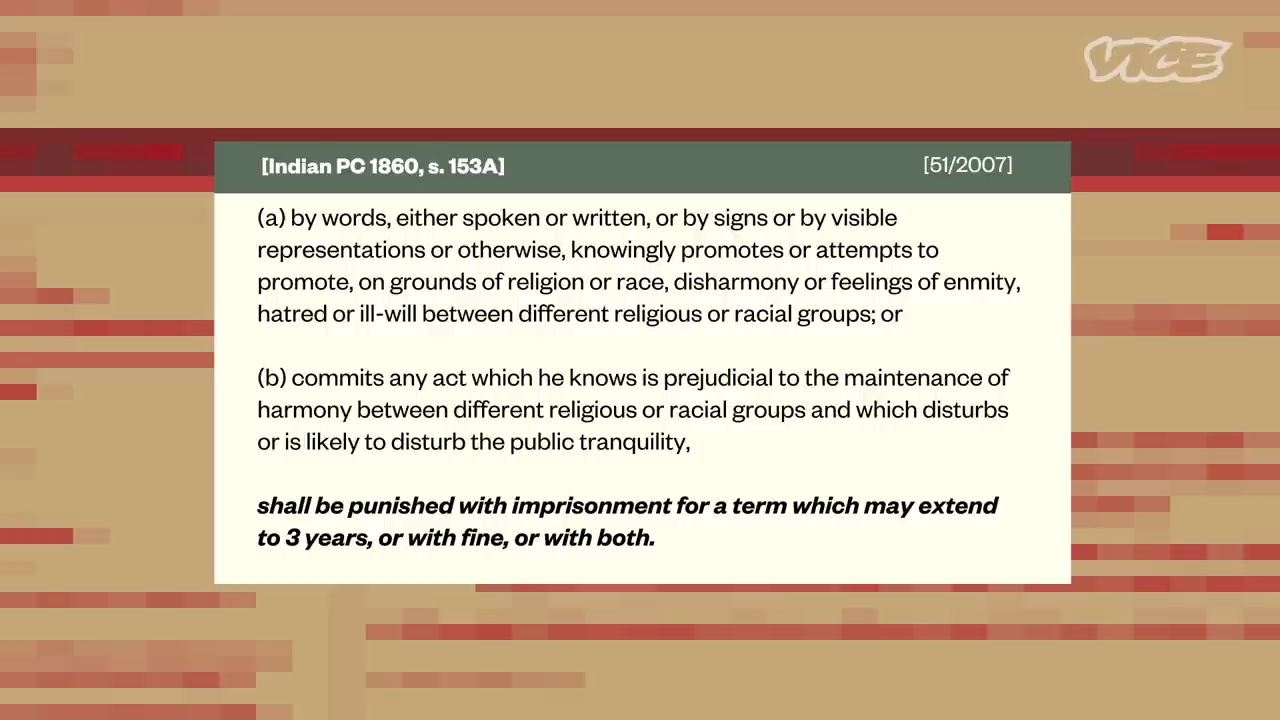 VICE
[Indian PC 1860, s. 153A] [51/2007]
(a) by words, either spoken or written, or by signs or by visible
representations or otherwise, knowingly promotes or attempts to
promote, on grounds of religion or race, disharmony or feelings of enmity,
hatred or ill-will between different religious or racial groups; or
(b) commits any act which he knows is prejudicial to the maintenance of
harmony between different religious or racial groups and which disturbs
or is likely to disturb the public tranquility,
shall be punished with imprisonment for a term which may extend
to 3 years, or with fine, or with both.